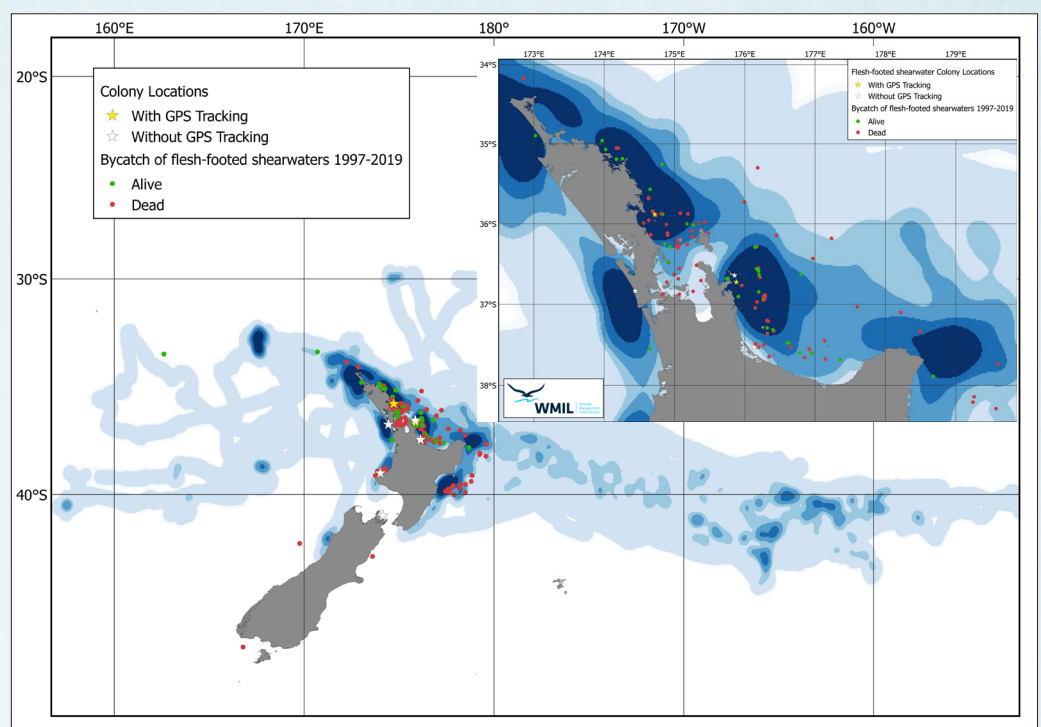 160°E 170°E 180° 170°W 160°W
20°S
30°S
40°S
Colony Locations
With GPS Tracking
Without GPS Tracking
Bycatch of flesh-footed shearwaters 1997-2019
Alive
Dead
173°E 174°E 175°E 176°E 177°E 178°E 179°E
34°S
35°S
36°S
37°S
38°S
Flesh-footed shearwater Colony Locations
With GPS Tracking
Without GPS Tracking
Bycatch of flesh-footed shearwaters 1997-2019
Alive
Dead
WMIL
Wildlife
Management
International